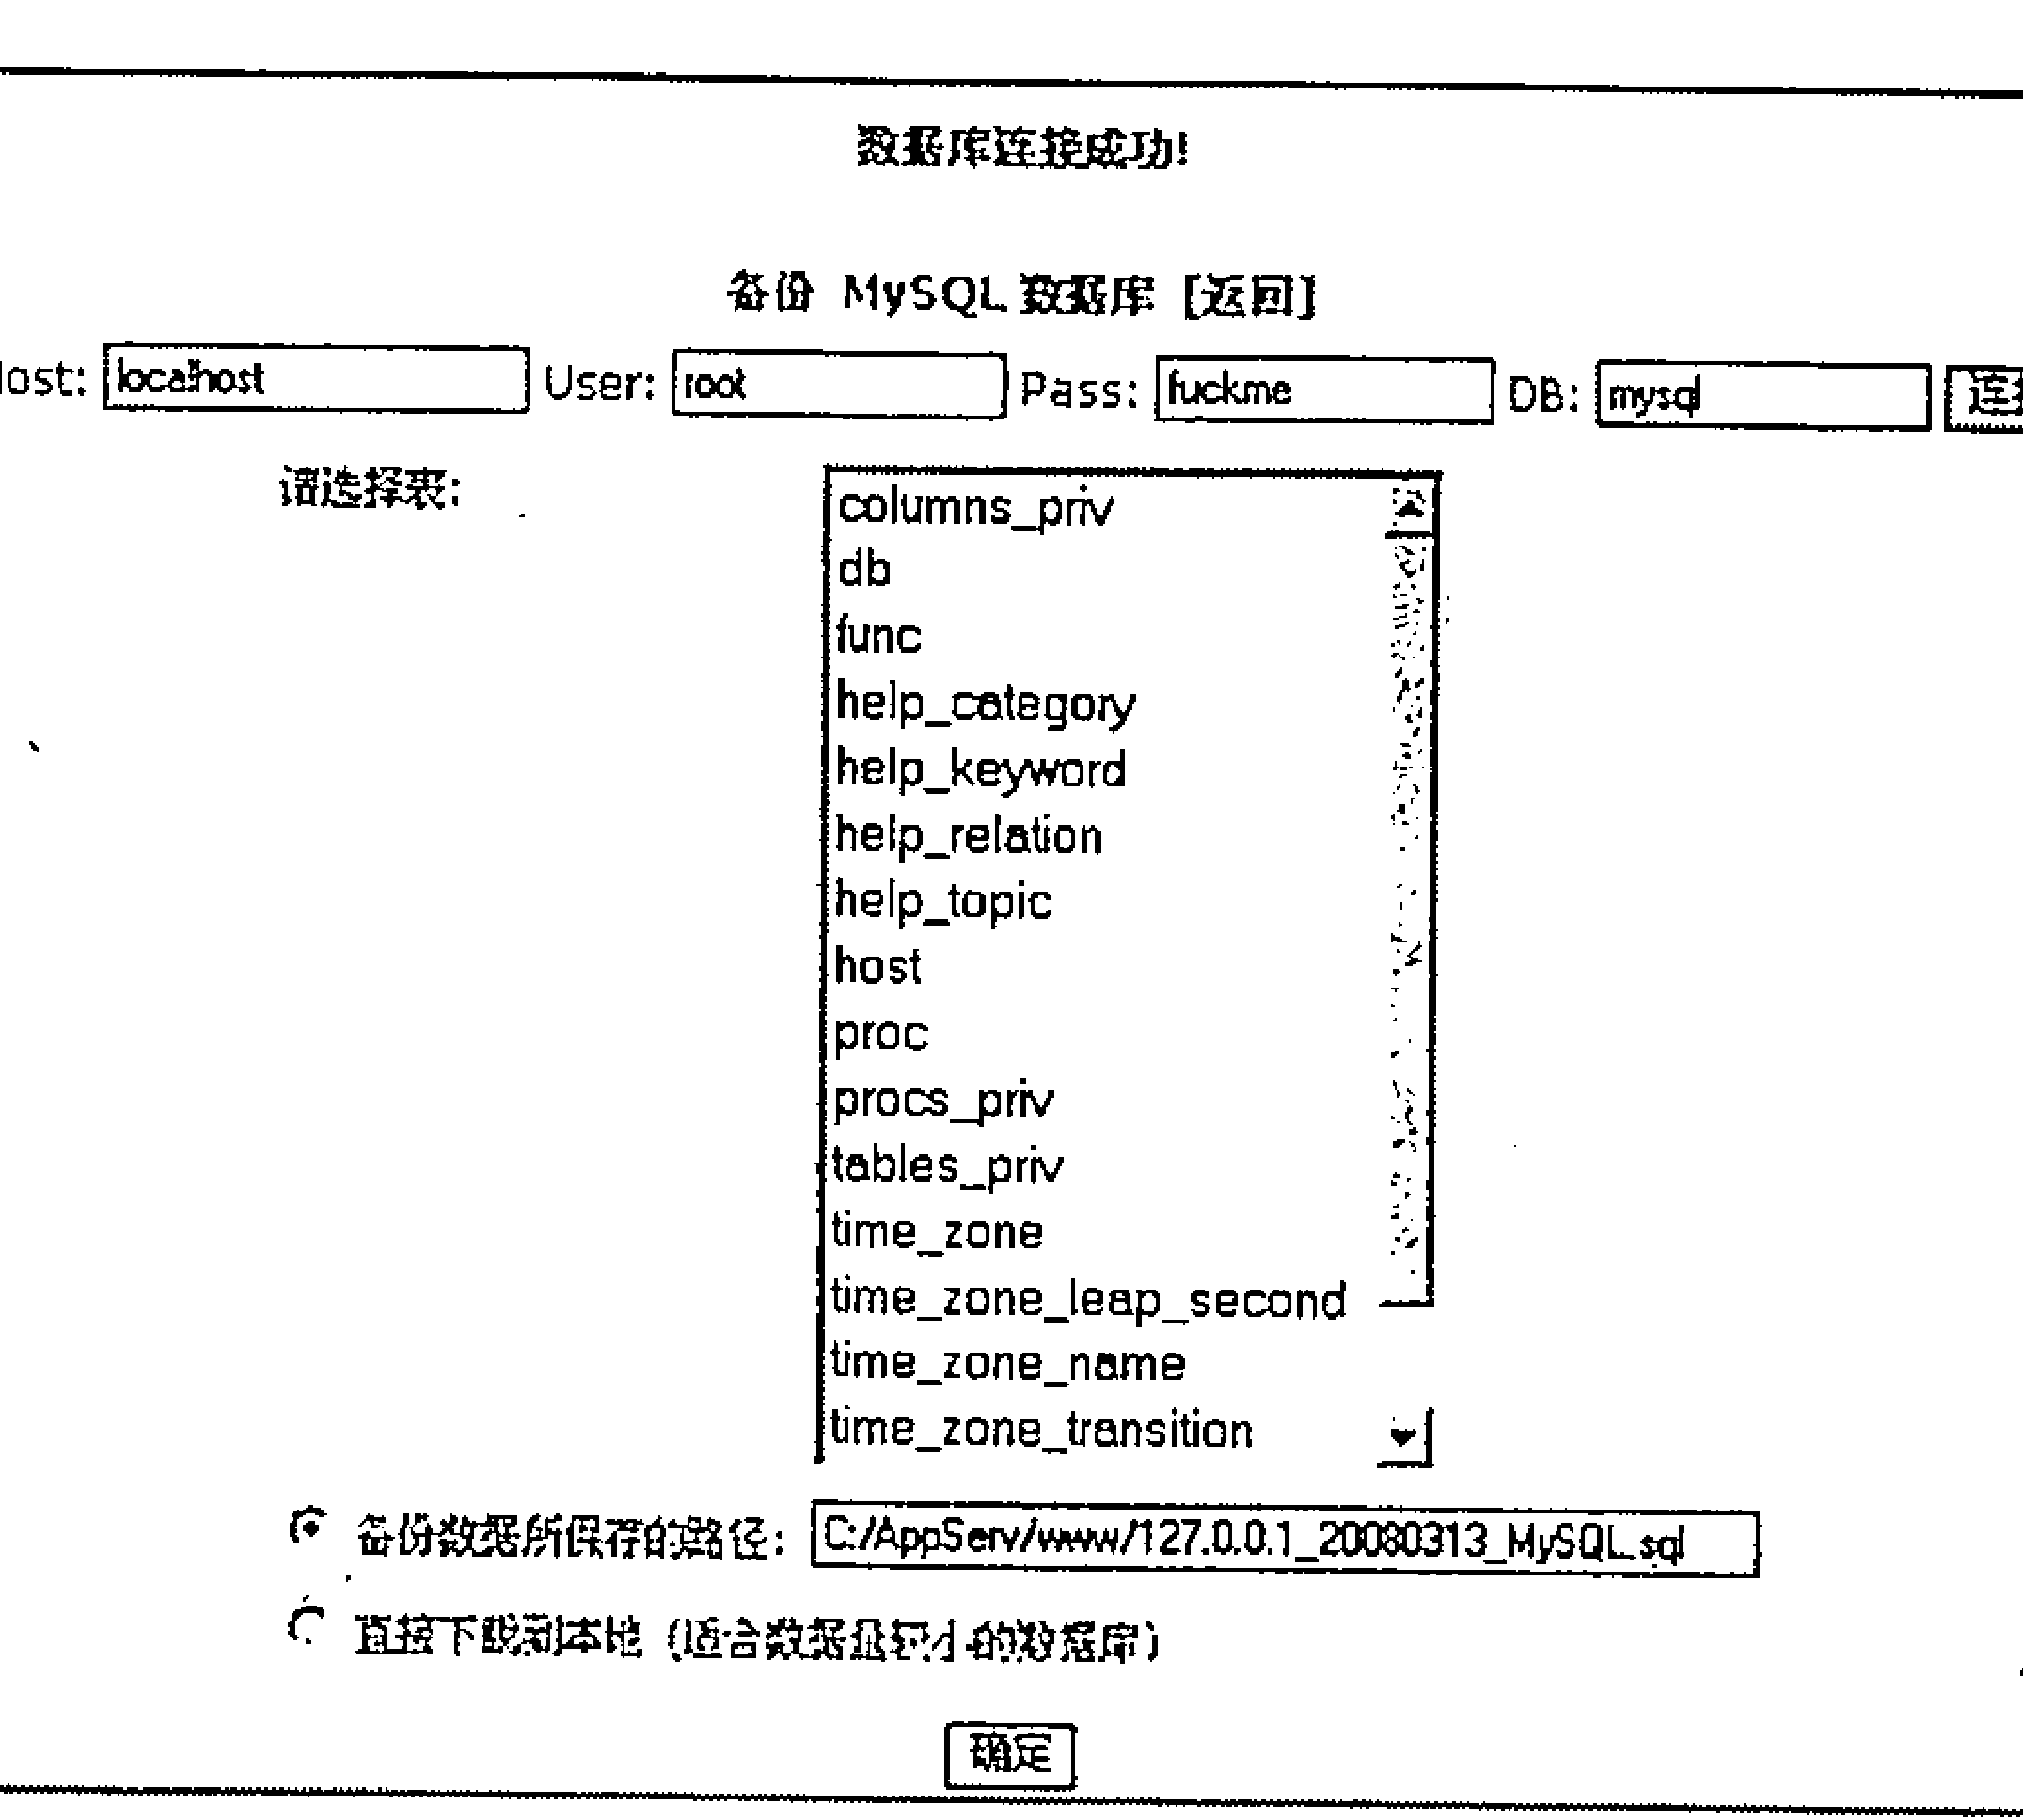 数据库连接成功!
备份 MySQL 数据库 [返回]
ost: localhost User: root Pass: fuckme DB: mysql 连接
请选择表:
columns_priv
db
func
help_category
help_keyword
help_relation
help_topic
host
proc
procs_priv
tables_priv
time_zone
time_zone_leap_second
time_zone_name
time_zone_transition
备份数据所保存的路径: C:/AppServ/www/127.0.0.1_20080313_MySQL.sql
直接下载到本地 (适合数据量较小的数据库)
确定